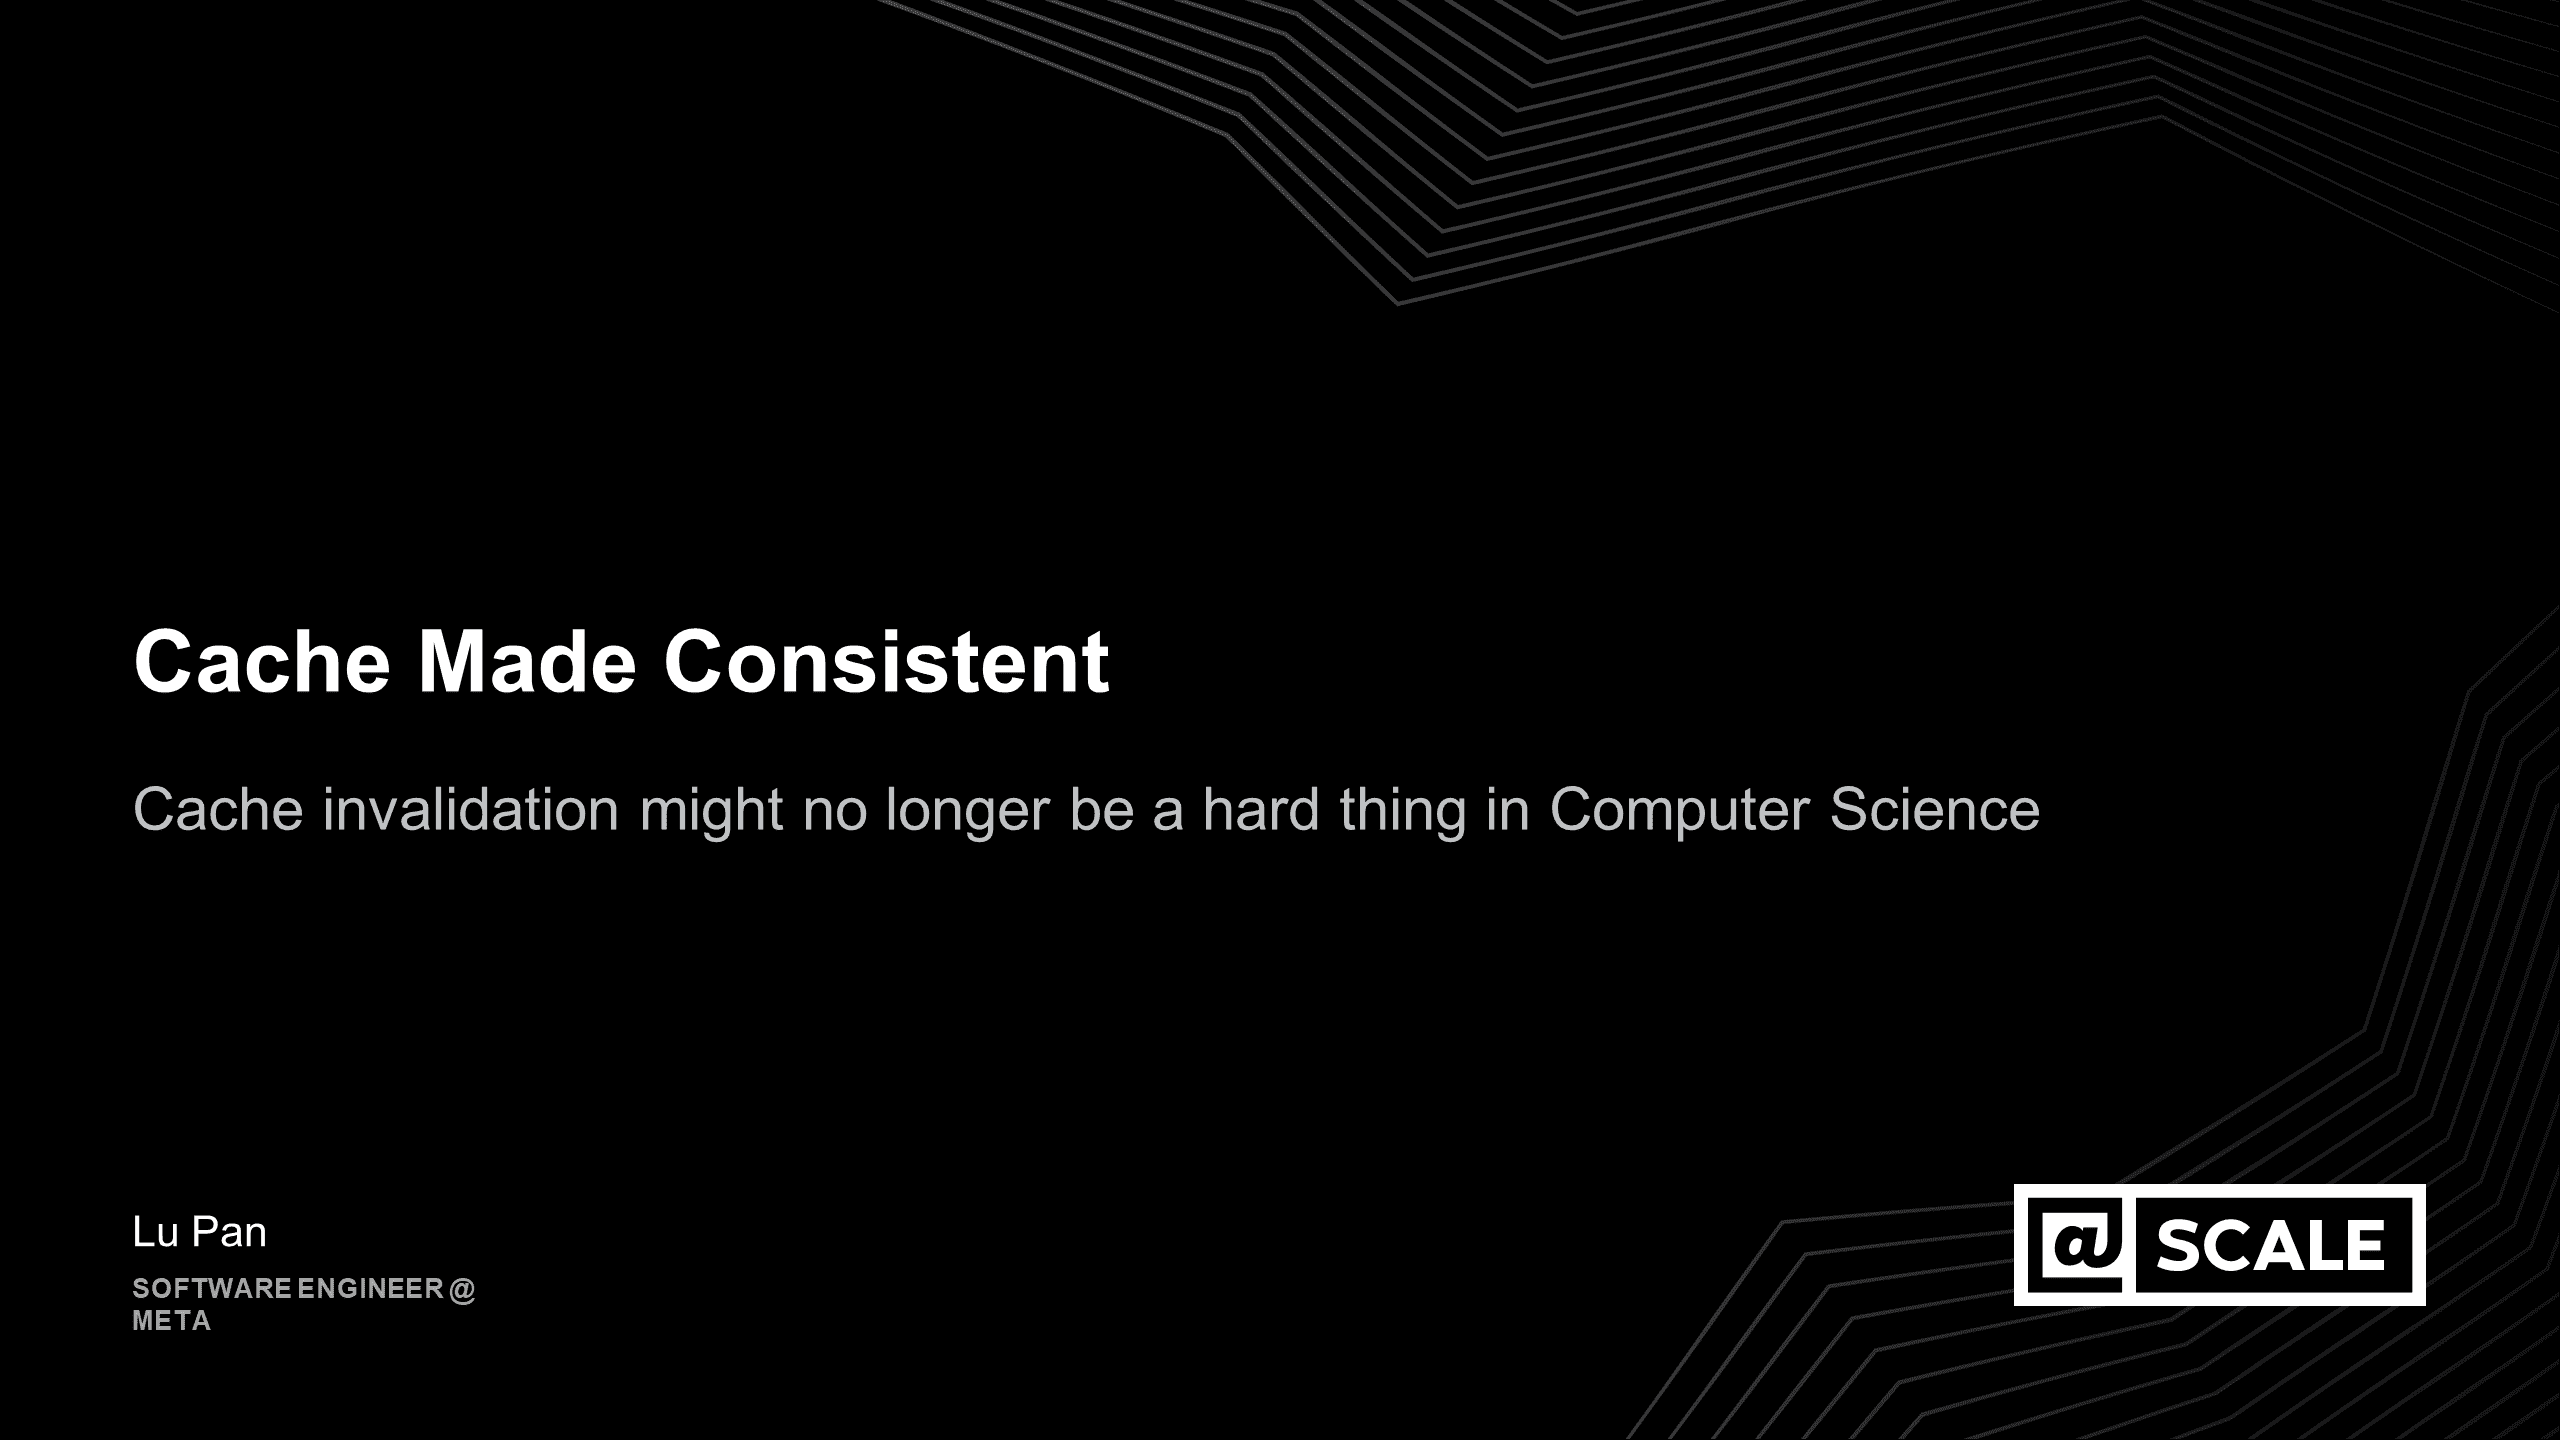 Cache Made Consistent
Cache invalidation might no longer be a hard thing in Computer Science
Lu Pan
SOFTWARE ENGINEER @
META
@ SCALE